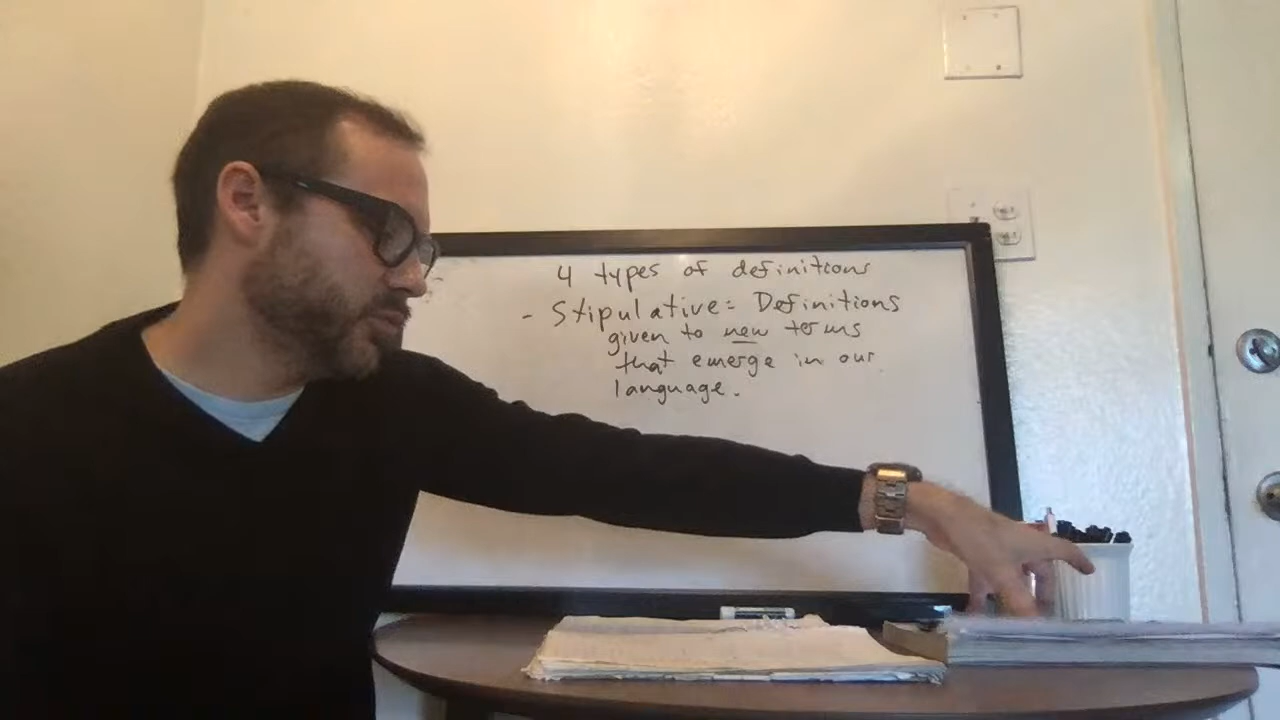 4 types of definitions
- Stipulative = Definitions
given to new terms
that emerge in our
language.